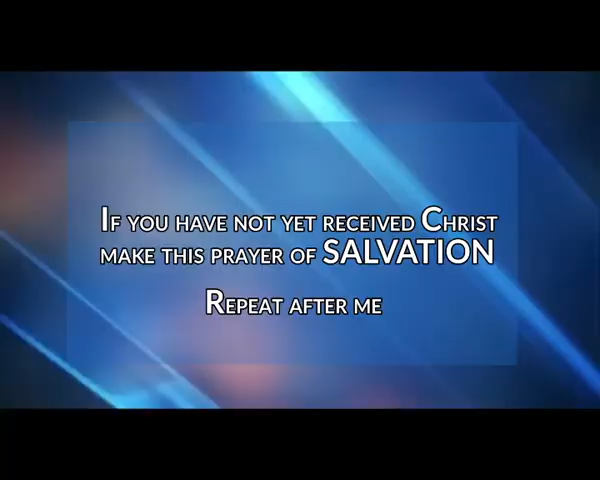 If you have not yet received Christ
make this prayer of SALVATION
Repeat after me